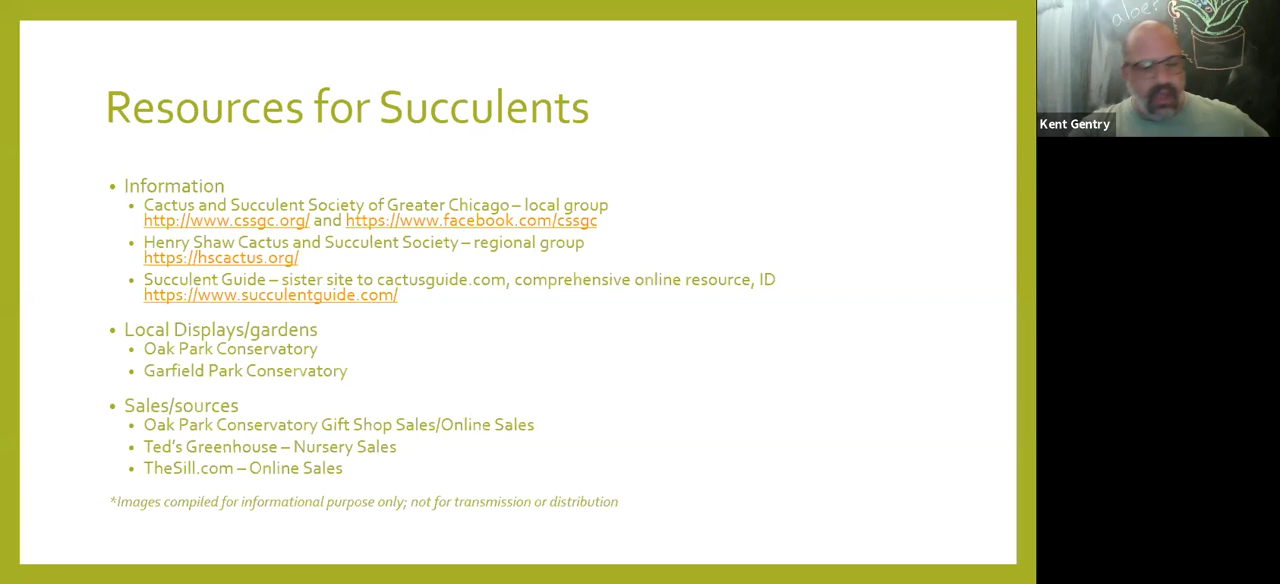 Resources for Succulents
• Information
• Cactus and Succulent Society of Greater Chicago – local group
http://www.cssgc.org/ and https://www.facebook.com/cssgc
• Henry Shaw Cactus and Succulent Society – regional group
https://hscactus.org/
• Succulent Guide – sister site to cactusguide.com, comprehensive online resource, ID
https://www.succulentguide.com/
• Local Displays/gardens
• Oak Park Conservatory
• Garfield Park Conservatory
• Sales/sources
• Oak Park Conservatory Gift Shop Sales/Online Sales
• Ted's Greenhouse – Nursery Sales
• TheSill.com – Online Sales
*Images compiled for informational purpose only; not for transmission or distribution
aloe?
Kent Gentry